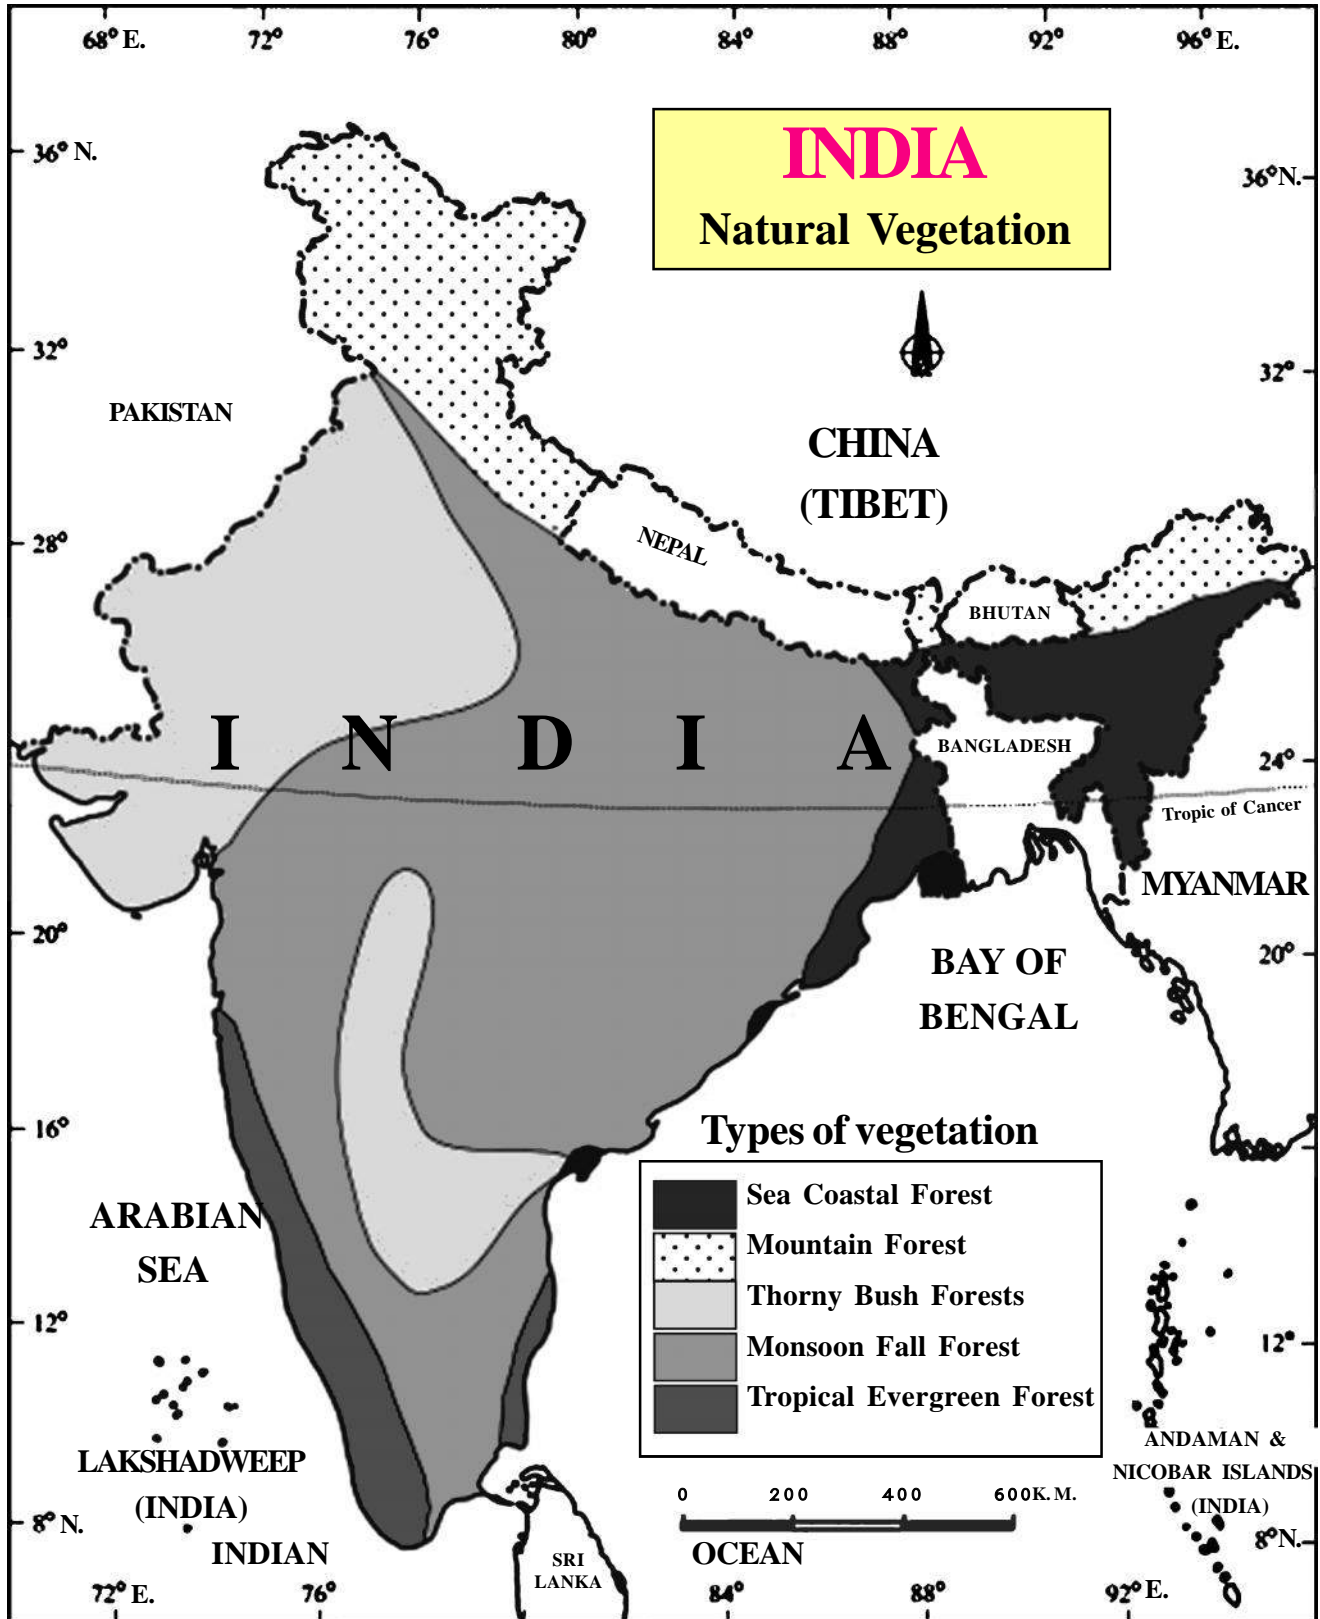 68° E.
72°
76°
80°
84°
88°
92°
96° E.
INDIA
Natural Vegetation
36° N.
36° N.
32°
32°
PAKISTAN
CHINA
(TIBET)
28°
NEPAL
BHUTAN
I N D I A
BANGLADESH
24°
Tropic of Cancer
MYANMAR
20°
20°
BAY OF
BENGAL
16°
Types of vegetation
Sea Coastal Forest
Mountain Forest
Thorny Bush Forests
Monsoon Fall Forest
Tropical Evergreen Forest
ARABIAN
SEA
12°
12°
LAKSHADWEEP
(INDIA)
ANDAMAN &
NICOBAR ISLANDS
(INDIA)
0 200 400 600K.M.
8° N.
8° N.
INDIAN
OCEAN
SRI
LANKA
72° E.
76°
84°
88°
92° E.